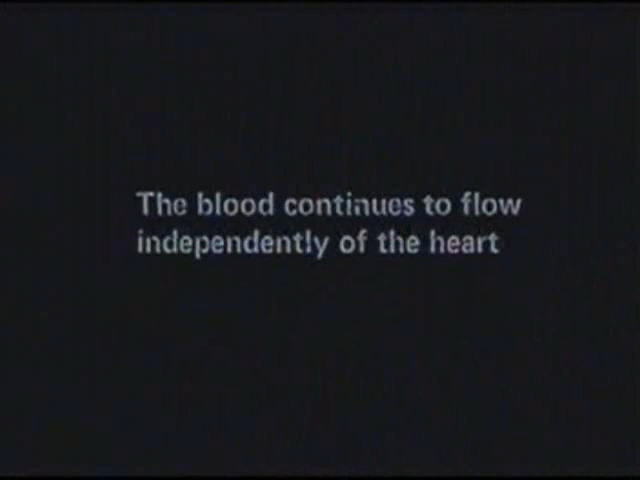 The blood continues to flow
independently of the heart